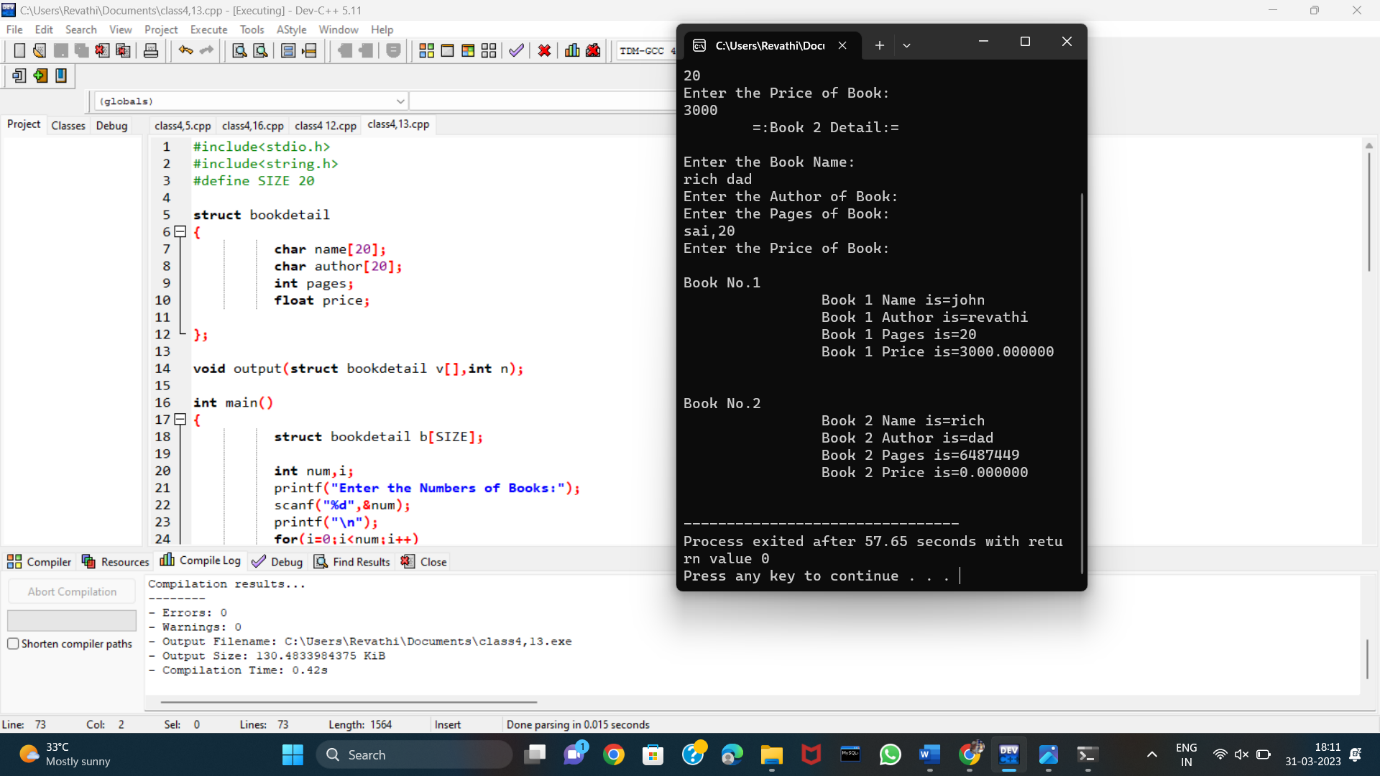 C:\Users\Revathi\Documents\class4,13.cpp - [Executing] - Dev-C++ 5.11
File Edit Search View Project Execute Tools AStyle Window Help
TDM-GCC 4
(globals)
Project Classes Debug
class4,5.cpp class4,16.cpp class4 12.cpp class4,13.cpp
1 #include<stdio.h>
2 #include<string.h>
3 #define SIZE 20
4
5 struct bookdetail
6 {
7 char name[20];
8 char author[20];
9 int pages;
10 float price;
11
12 };
13
14 void output(struct bookdetail v[],int n);
15
16 int main()
17 {
18 struct bookdetail b[SIZE];
19
20 int num,i;
21 printf("Enter the Numbers of Books:");
22 scanf("%d",&num);
23 printf("\n");
24 for(i=0;i<num;i++)
C:\Users\Revathi\Docu
20
Enter the Price of Book:
3000
=:Book 2 Detail:=
Enter the Book Name:
rich dad
Enter the Author of Book:
Enter the Pages of Book:
sai,20
Enter the Price of Book:
Book No.1
Book 1 Name is=john
Book 1 Author is=revathi
Book 1 Pages is=20
Book 1 Price is=3000.000000
Book No.2
Book 2 Name is=rich
Book 2 Author is=dad
Book 2 Pages is=6487449
Book 2 Price is=0.000000
--------------------------------
Process exited after 57.65 seconds with retu
rn value 0
Press any key to continue . . .
Compiler Resources Compile Log Debug Find Results Close
Abort Compilation
Shorten compiler paths
Compilation results...
--------
- Errors: 0
- Warnings: 0
- Output Filename: C:\Users\Revathi\Documents\class4,13.exe
- Output Size: 130.4833984375 KiB
- Compilation Time: 0.42s
Line: 73 Col: 2 Sel: 0 Lines: 73 Length: 1564 Insert Done parsing in 0.015 seconds
33°C
Mostly sunny
Search
1
DEV
ENG
IN
18:11
31-03-2023